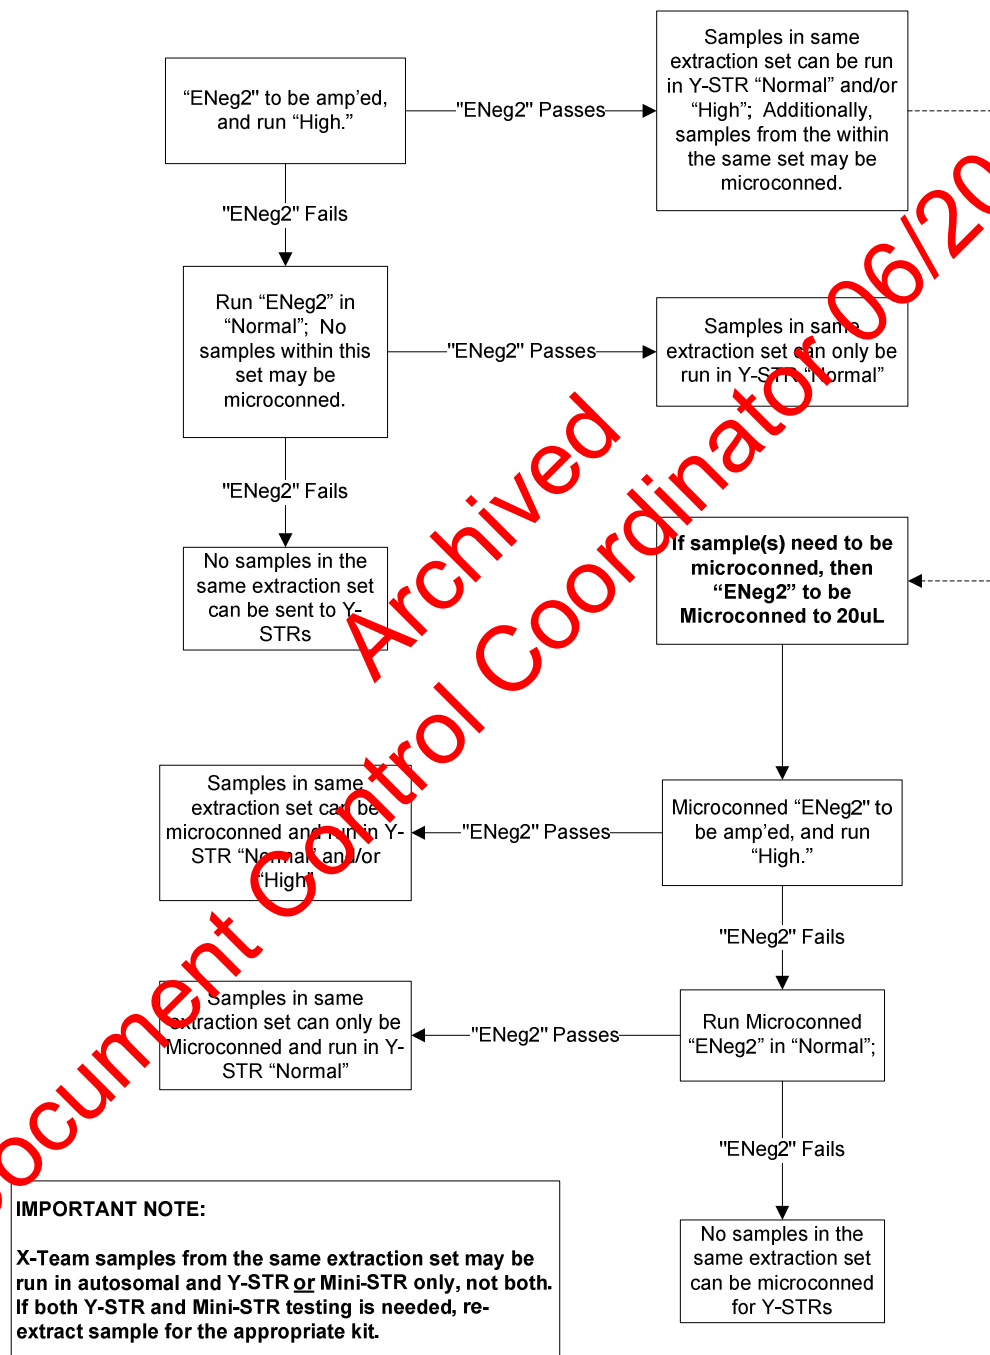 “ENeg2" to be amp’ed,
and run “High.”
"ENeg2" Passes
Samples in same
extraction set can be run
in Y-STR “Normal” and/or
“High”;  Additionally,
samples from the within
the same set may be
microconned.
"ENeg2" Fails
Run “ENeg2” in
“Normal”;  No
samples within this
set may be
microconned.
"ENeg2" Passes
Samples in same
extraction set can only be
run in Y-STR “Normal”
"ENeg2" Fails
No samples in the
same extraction set
can be sent to Y-
STRs
If sample(s) need to be
microconned, then
“ENeg2” to be
Microconned to 20uL
Microconned “ENeg2" to
be amp’ed, and run
“High.”
"ENeg2" Passes
Samples in same
extraction set can be
microconned and run in Y-
STR “Normal” and/or
“High”
"ENeg2" Fails
Run Microconned
“ENeg2” in “Normal”;
"ENeg2" Passes
Samples in same
extraction set can only be
Microconned and run in Y-
STR “Normal”
"ENeg2" Fails
No samples in the
same extraction set
can be microconned
for Y-STRs
IMPORTANT NOTE:
X-Team samples from the same extraction set may be
run in autosomal and Y-STR or Mini-STR only, not both.
If both Y-STR and Mini-STR testing is needed, re-
extract sample for the appropriate kit.
Archived
Control Coordinator